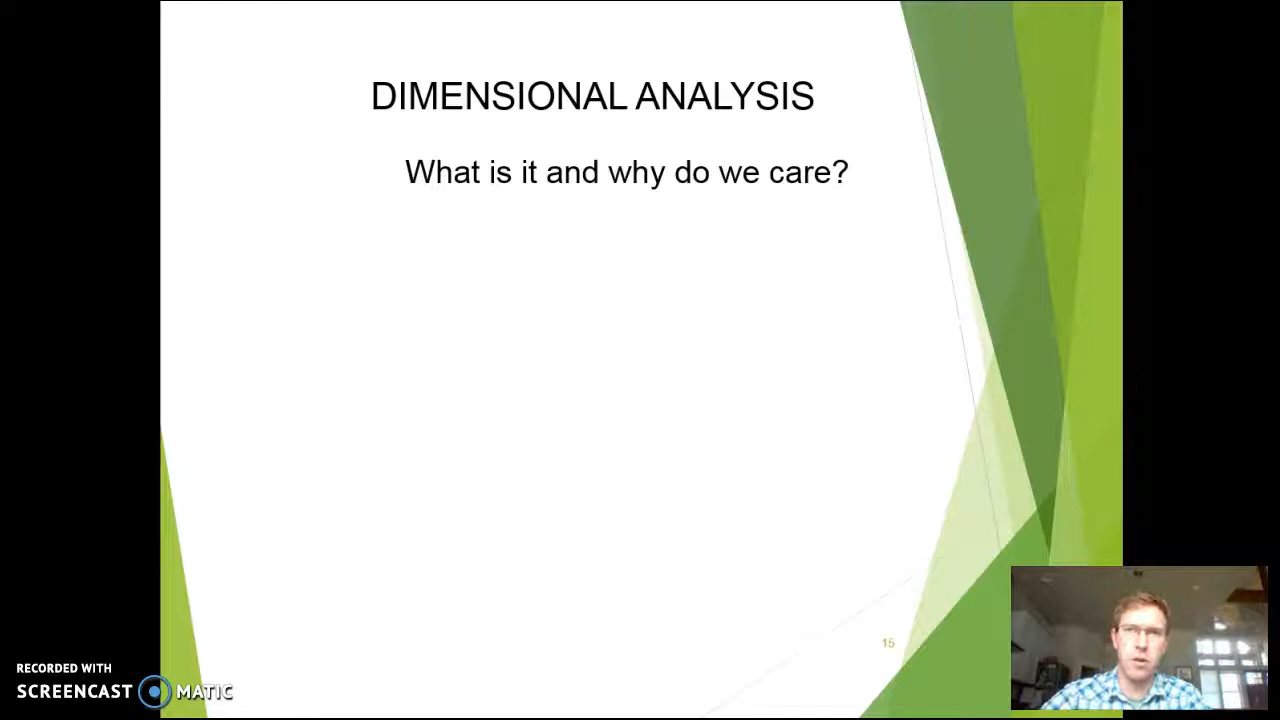 DIMENSIONAL ANALYSIS
What is it and why do we care?
15
RECORDED WITH
SCREENCAST MATIC